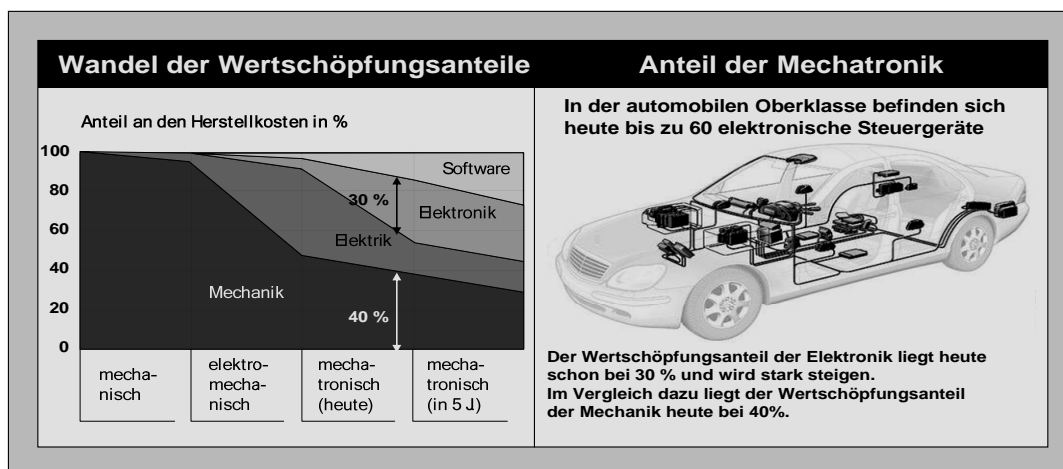 Wandel der Wertschöpfungsanteile
Anteil an den Herstellkosten in %
100
80
60
40
20
0
Software
30 %
Elektronik
Elektrik
Mechanik
40 %
mecha-
nisch
elektro-
mecha-
nisch
mecha-
tronisch
(heute)
mecha-
tronisch
(in 5 J)
Anteil der Mechatronik
In der automobilen Oberklasse befinden sich
heute bis zu 60 elektronische Steuergeräte
Der Wertschöpfungsanteil der Elektronik liegt heute
schon bei 30 % und wird stark steigen.
Im Vergleich dazu liegt der Wertschöpfungsanteil
der Mechanik heute bei 40%.